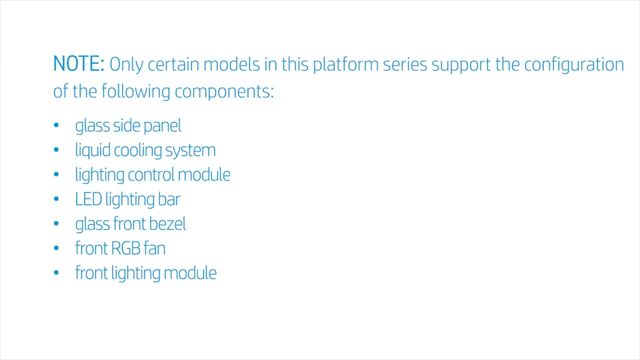 NOTE: Only certain models in this platform series support the configuration
of the following components:
• glass side panel
• liquid cooling system
• lighting control module
• LED lighting bar
• glass front bezel
• front RGB fan
• front lighting module